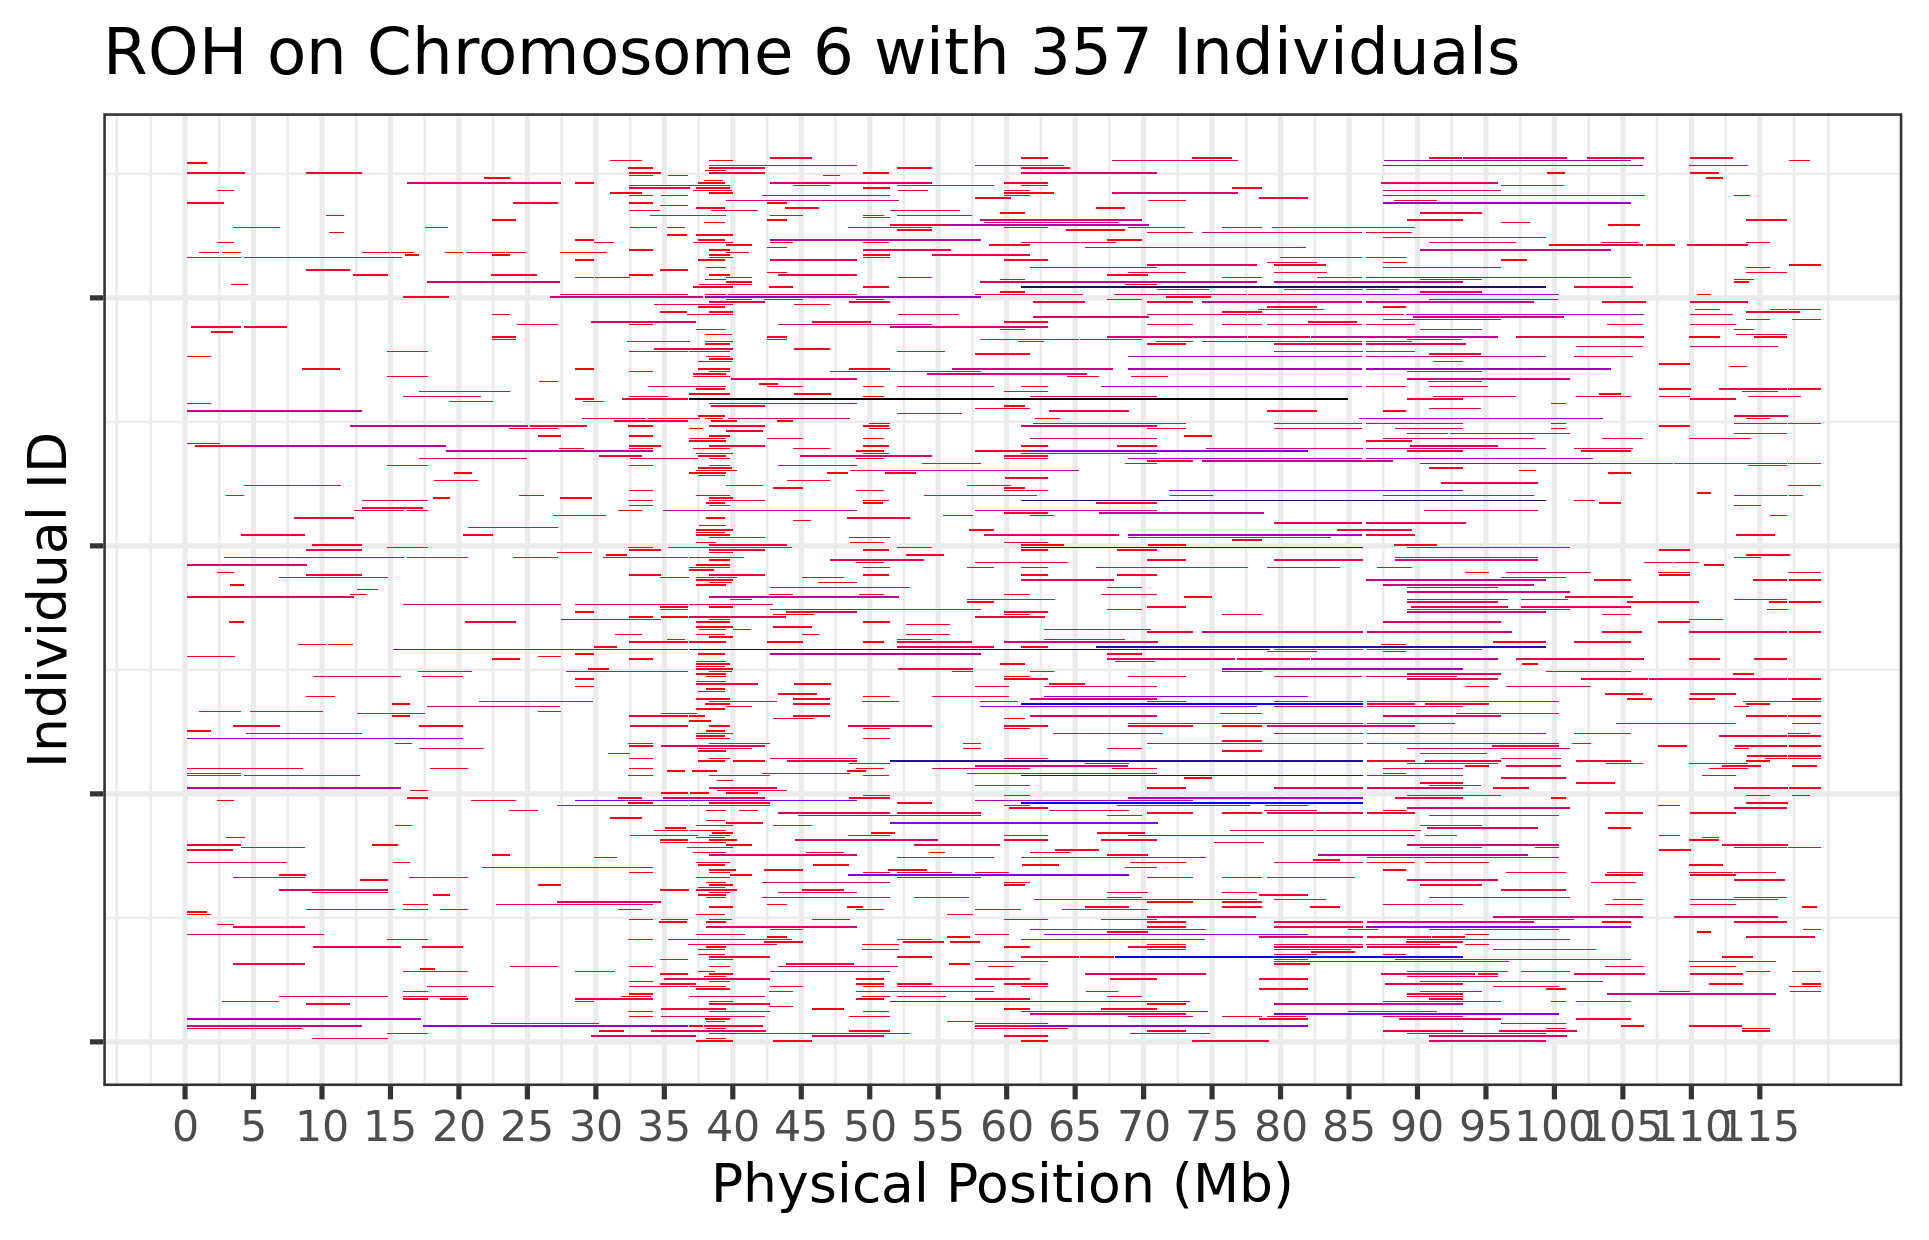 ROH on Chromosome 6 with 357 Individuals
Individual ID
0 5 10 15 20 25 30 35 40 45 50 55 60 65 70 75 80 85 90 95 100 105 110 115
Physical Position (Mb)